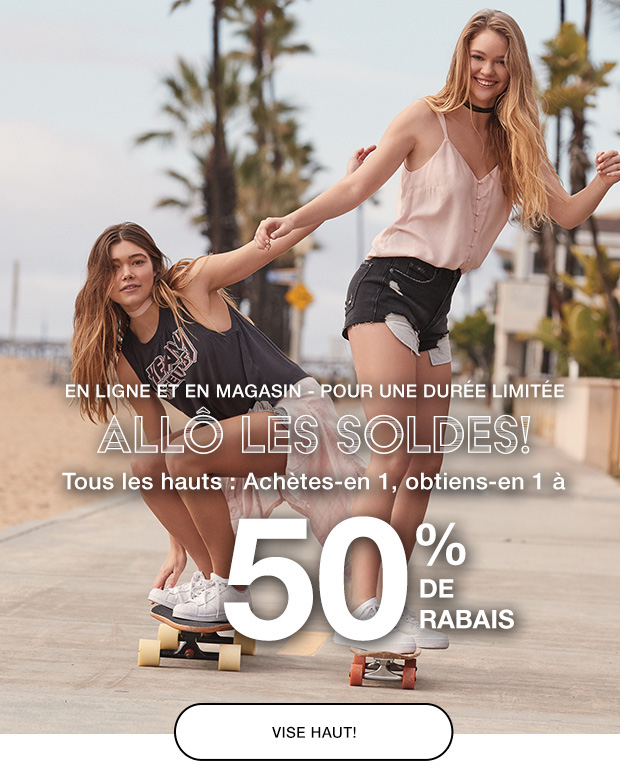 EN LIGNE ET EN MAGASIN - POUR UNE DURÉE LIMITÉE
ALLÔ LES SOLDES!
Tous les hauts : Achètes-en 1, obtiens-en 1 à
50%
DE
RABAIS
VISE HAUT!